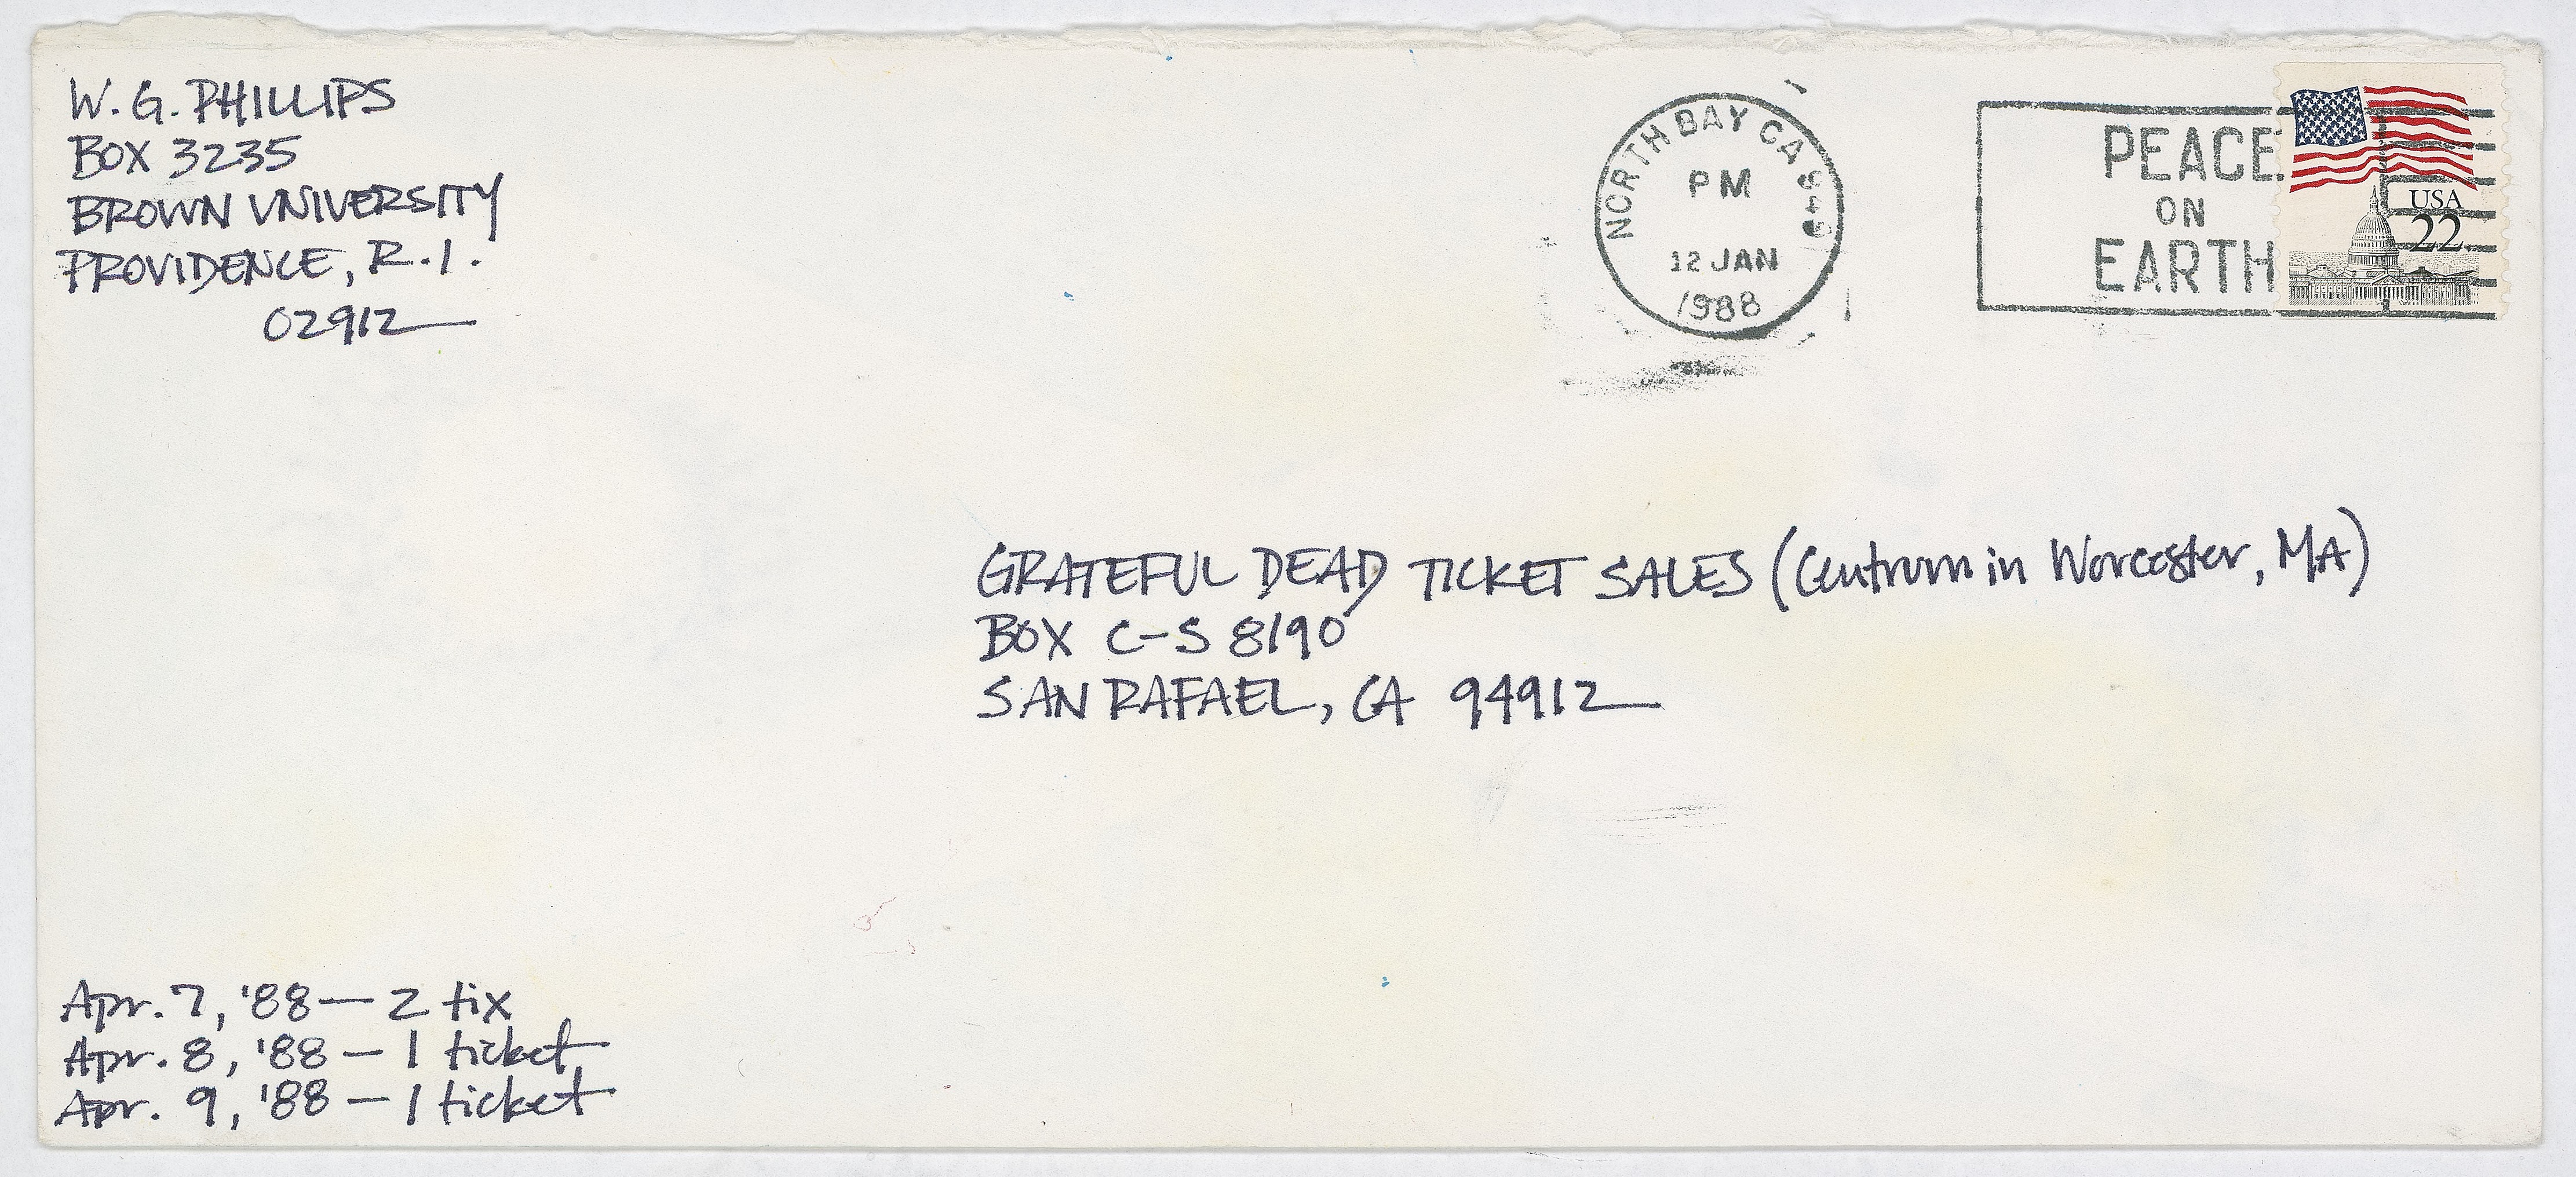 W. G. PHILLIPS
BOX 3235
BROWN UNIVERSITY
PROVIDENCE, R.I.
02912
NORTH BAY CA 949
PM
12 JAN
1988
PEACE
ON
EARTH
USA
22
GRATEFUL DEAD TICKET SALES (Centrum in Worcester, MA)
BOX C-S 8190
SAN RAFAEL, CA 94912
Apr. 7, '88 — 2 tix
Apr. 8, '88 — 1 ticket
Apr. 9, '88 — 1 ticket